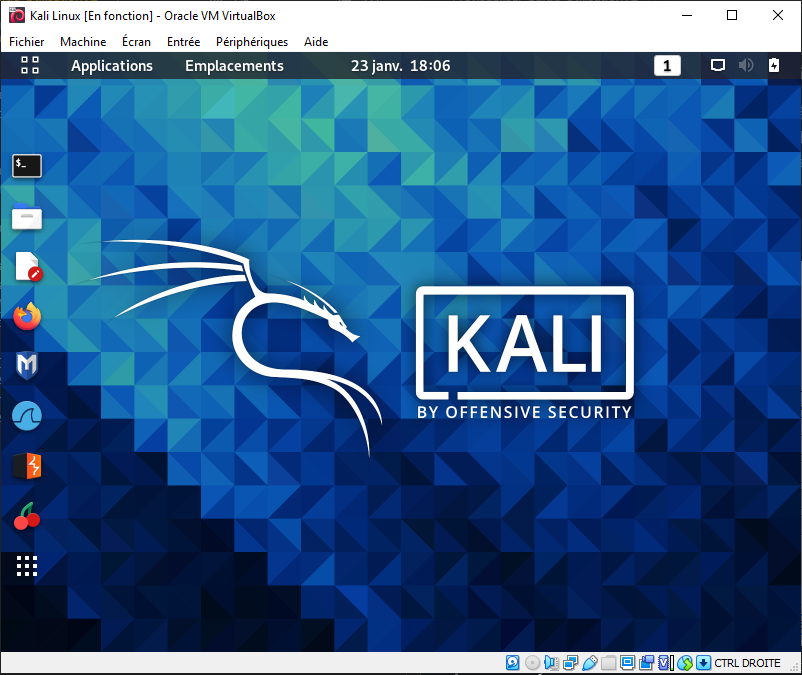 Kali Linux [En fonction] - Oracle VM VirtualBox
Fichier Machine Écran Entrée Périphériques Aide
Applications Emplacements 23 janv. 18:06 1
$_
KALI
BY OFFENSIVE SECURITY
CTRL DROITE